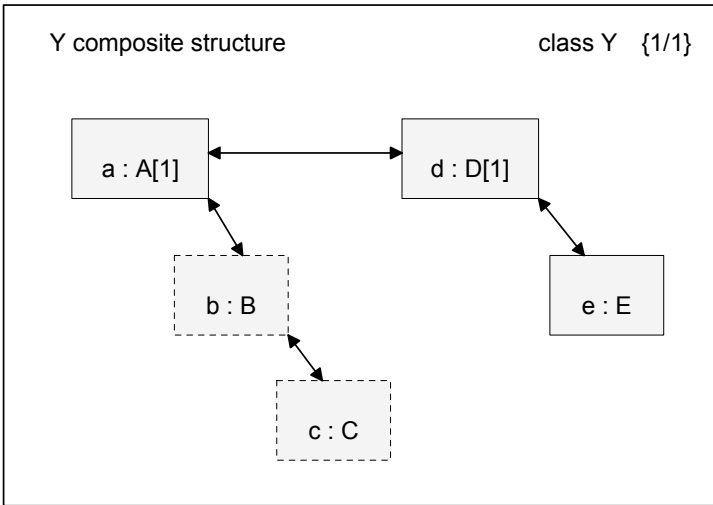 Y composite structure
class Y {1/1}
a : A[1]
d : D[1]
b : B
e : E
c : C